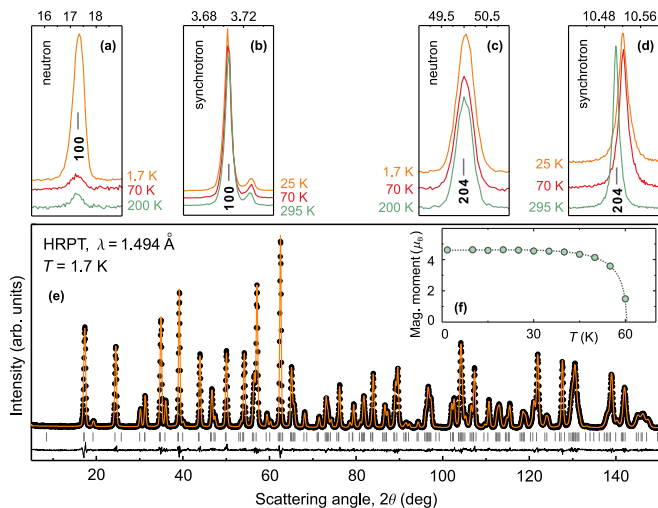 16 17 18
(a)
neutron
100
1.7 K
70 K
200 K
3.68 3.72
(b)
synchrotron
100
25 K
70 K
295 K
49.5 50.5
(c)
neutron
204
1.7 K
70 K
200 K
10.48 10.56
(d)
synchrotron
204
25 K
70 K
295 K
HRPT, λ = 1.494 Å
T = 1.7 K
(e)
Intensity (arb. units)
20 40 60 80 100 120 140
Scattering angle, 2θ (deg)
Mag. moment (μB)
4
2
0
0 30 T (K) 60
(f)